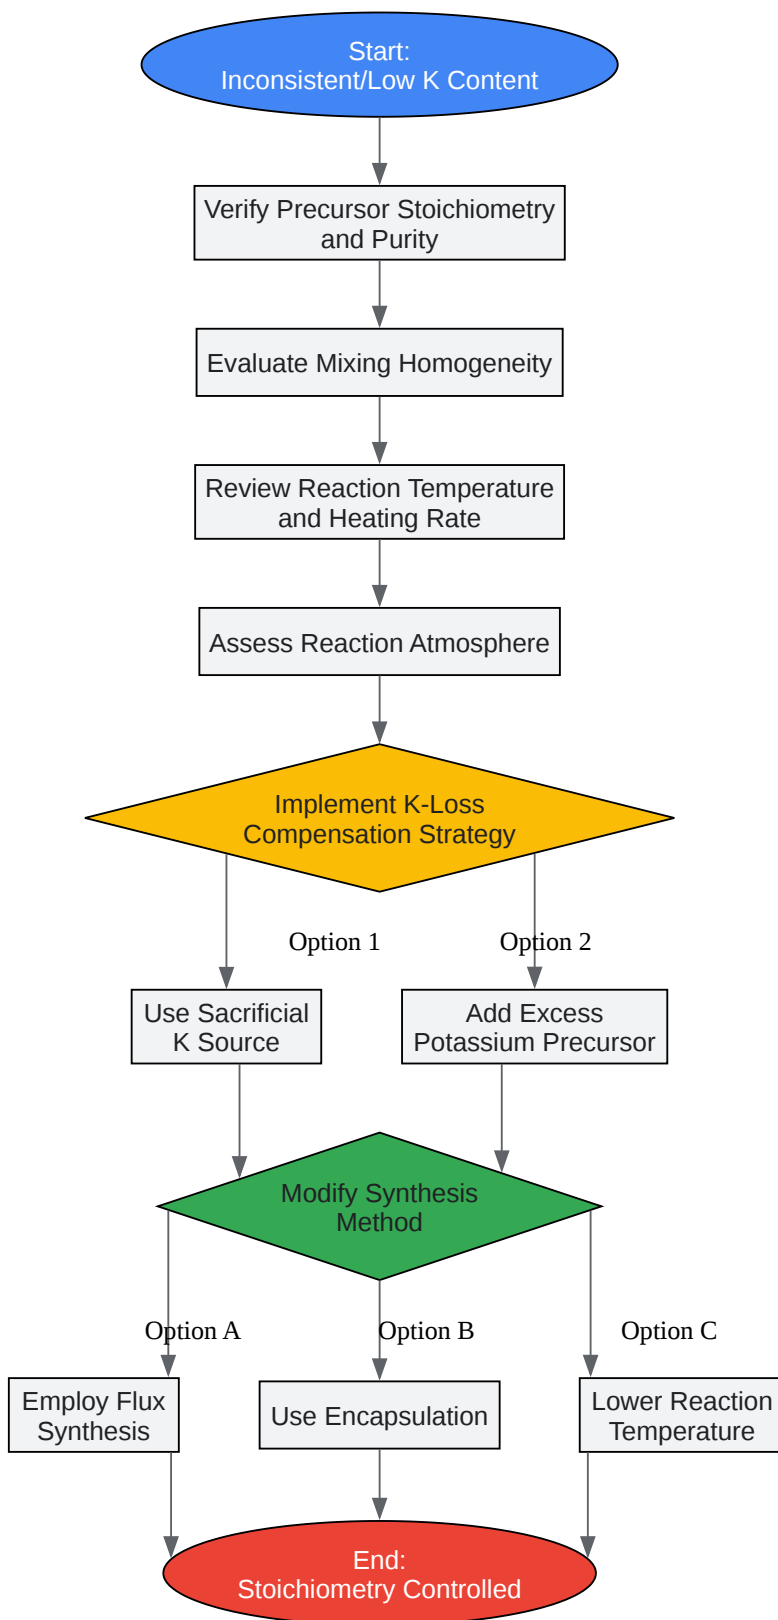 Start:
Inconsistent/Low K Content
Verify Precursor Stoichiometry
and Purity
Evaluate Mixing Homogeneity
Review Reaction Temperature
and Heating Rate
Assess Reaction Atmosphere
Implement K-Loss
Compensation Strategy
Option 1
Option 2
Use Sacrificial
K Source
Add Excess
Potassium Precursor
Modify Synthesis
Method
Option A
Option B
Option C
Employ Flux
Synthesis
Use Encapsulation
Lower Reaction
Temperature
End:
Stoichiometry Controlled